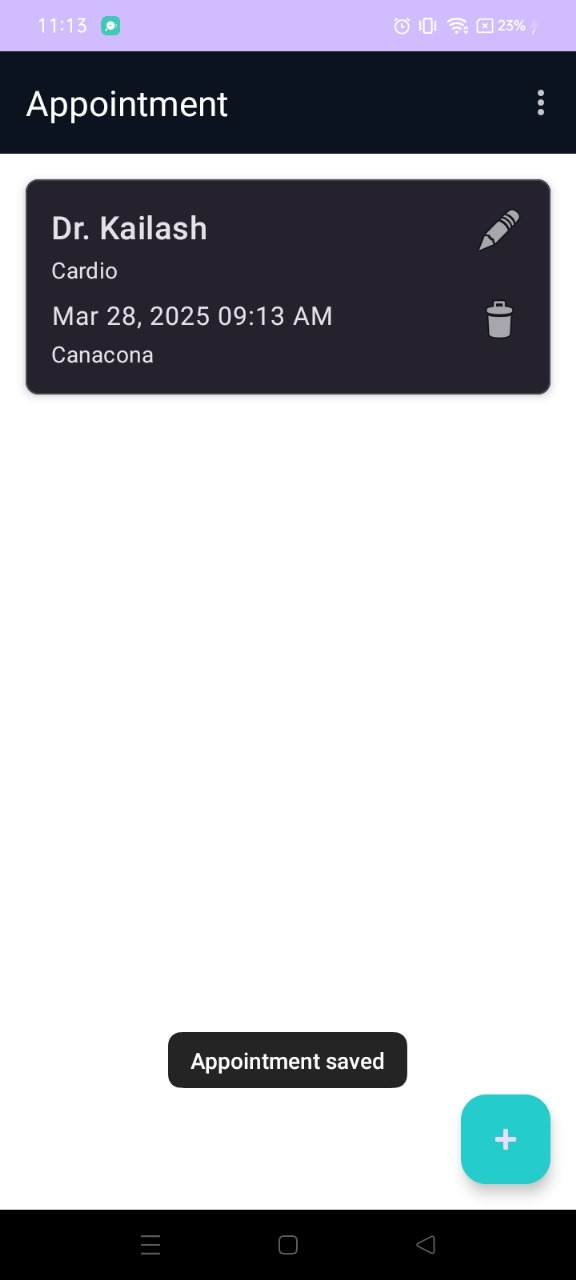 11:13
23%
Appointment
Dr. Kailash
Cardio
Mar 28, 2025 09:13 AM
Canacona
Appointment saved